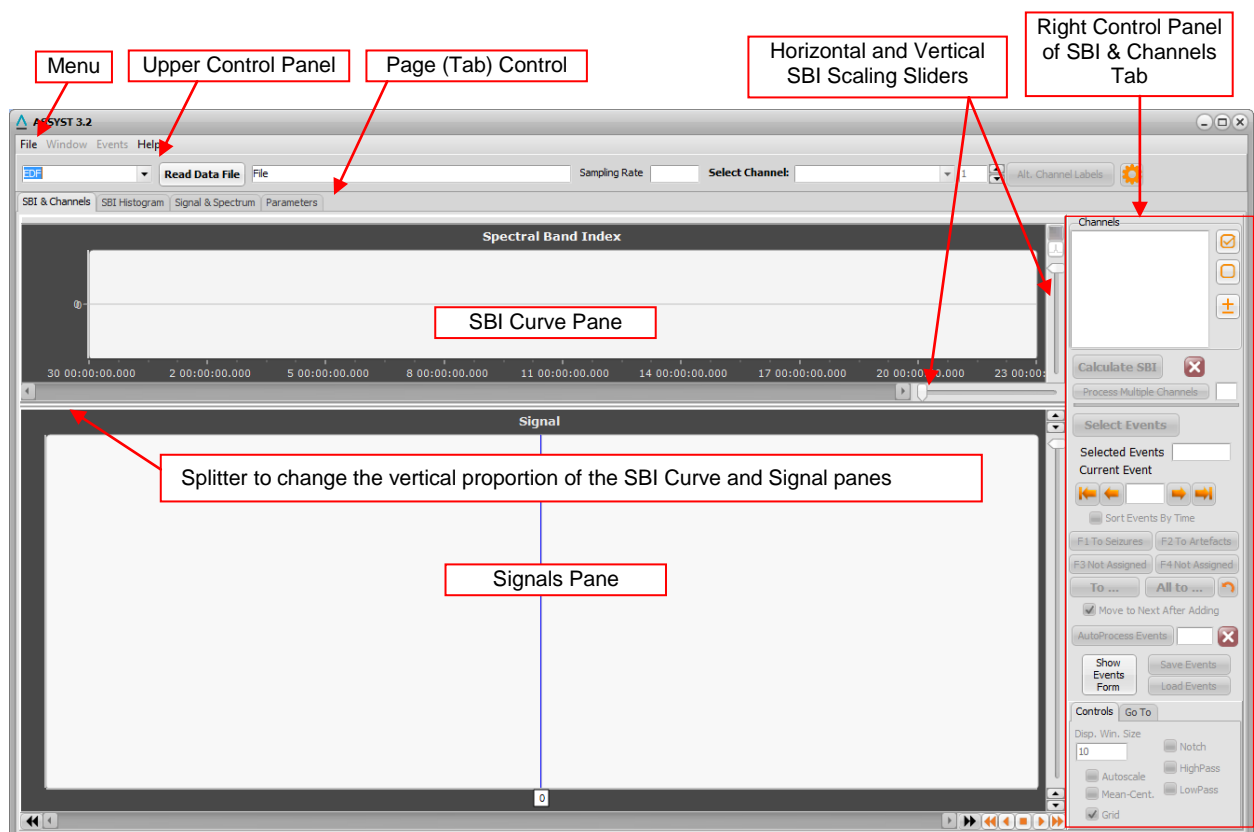 Right Control Panel
of SBI & Channels
Tab
Horizontal and Vertical
SBI Scaling Sliders
Menu
Upper Control Panel
Page (Tab) Control
ASSYST 3.2
File Window Events Help
EDF
Read Data File
File
Sampling Rate
Select Channel:
1
Alt. Channel Labels
SBI & Channels
SBI Histogram
Signal & Spectrum
Parameters
Spectral Band Index
0
SBI Curve Pane
30 00:00:00.000 2 00:00:00.000 5 00:00:00.000 8 00:00:00.000 11 00:00:00.000 14 00:00:00.000 17 00:00:00.000 20 00:00:00.000 23 00:00:
Signal
Splitter to change the vertical proportion of the SBI Curve and Signal panes
Signals Pane
0
Channels
Calculate SBI
Process Multiple Channels
Select Events
Selected Events
Current Event
Sort Events By Time
F1 To Seizures
F2 To Artefacts
F3 Not Assigned
F4 Not Assigned
To ...
All to ...
Move to Next After Adding
AutoProcess Events
Show
Events
Form
Save Events
Load Events
Controls
Go To
Disp. Win. Size
10
Notch
HighPass
Autoscale
LowPass
Mean-Cent.
Grid